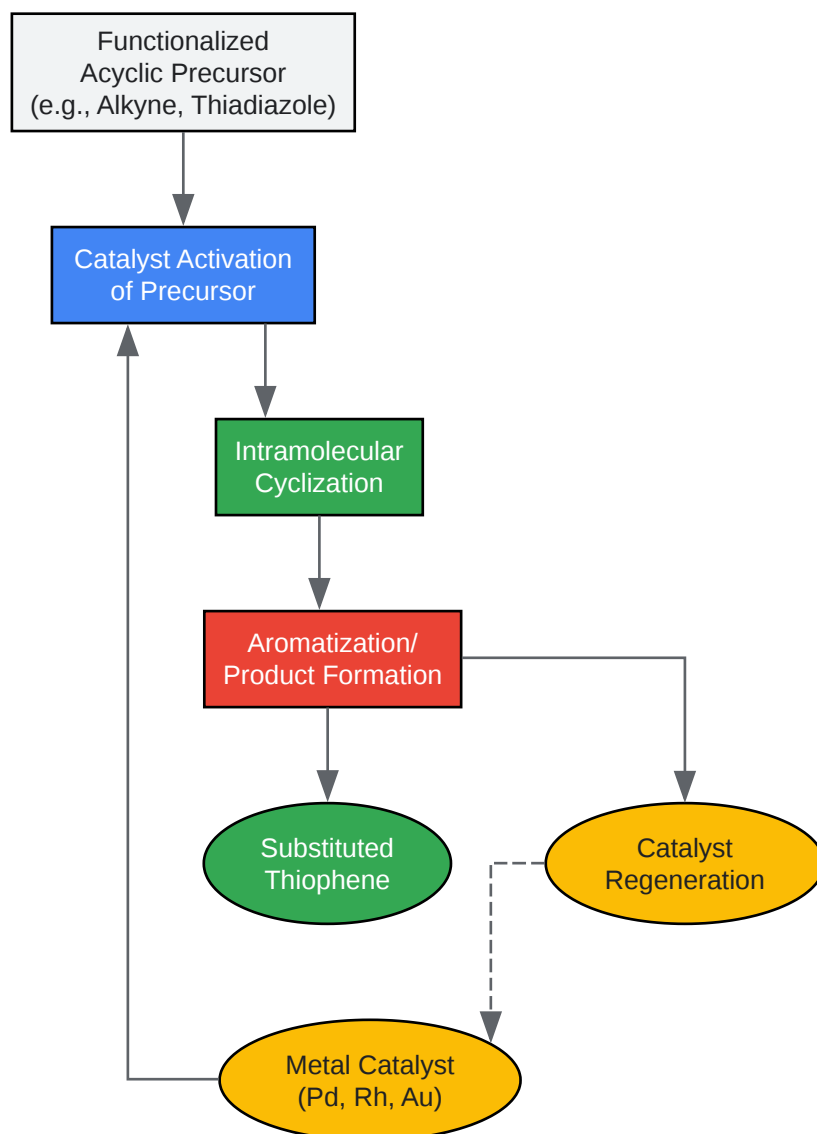 Functionalized
Acyclic Precursor
(e.g., Alkyne, Thiadiazole)
Catalyst Activation
of Precursor
Intramolecular
Cyclization
Aromatization/
Product Formation
Substituted
Thiophene
Catalyst
Regeneration
Metal Catalyst
(Pd, Rh, Au)